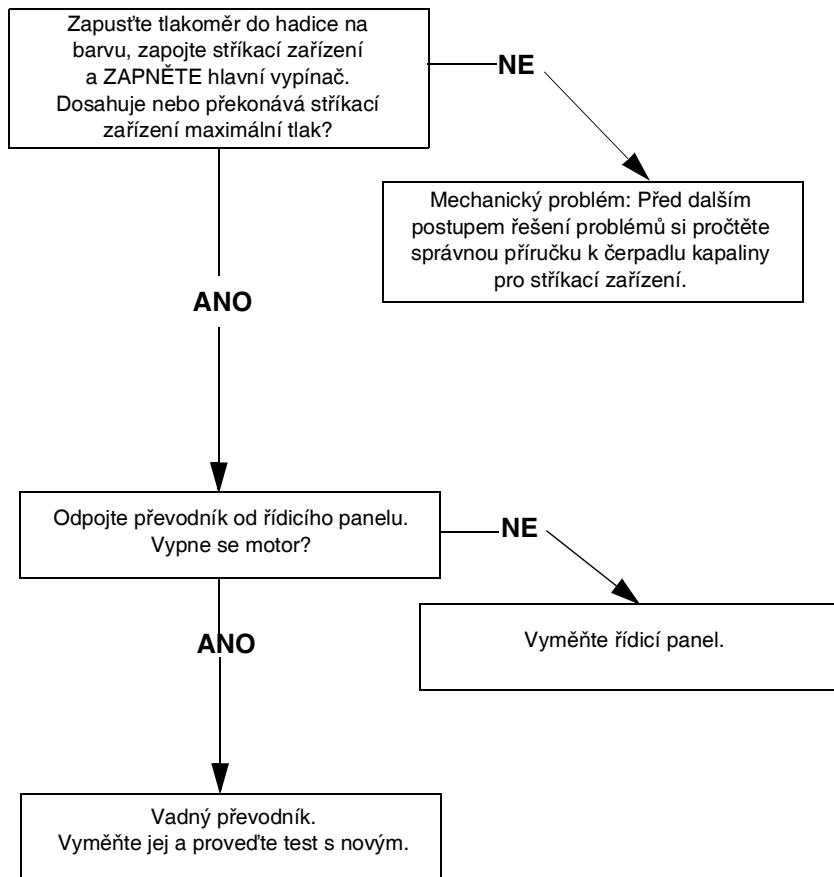 Zapusťte tlakoměr do hadice na
barvu, zapojte stříkací zařízení
a ZAPNĚTE hlavní vypínač.
Dosahuje nebo překonává stříkací
zařízení maximální tlak?
NE
Mechanický problém: Před dalším
postupem řešení problémů si pročtěte
správnou příručku k čerpadlu kapaliny
pro stříkací zařízení.
ANO
Odpojte převodník od řídicího panelu.
Vypne se motor?
NE
Vyměňte řídicí panel.
ANO
Vadný převodník.
Vyměňte jej a proveďte test s novým.